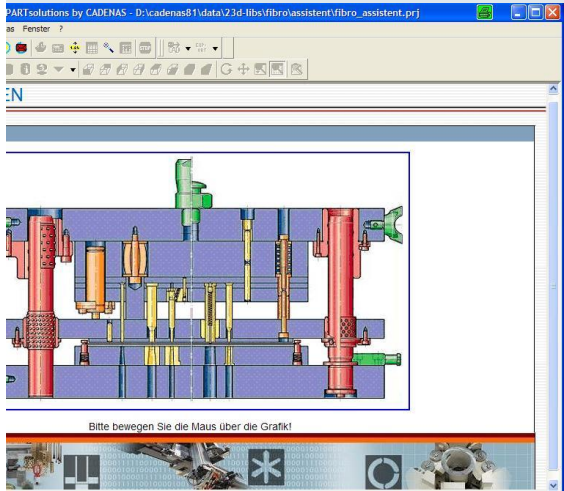 PARTsolutions by CADENAS - D:\cadenas81\data\23d-libs\fibro\assistent\fibro_assistent.prj
as Fenster ?
EN
Bitte bewegen Sie die Maus über die Grafik!